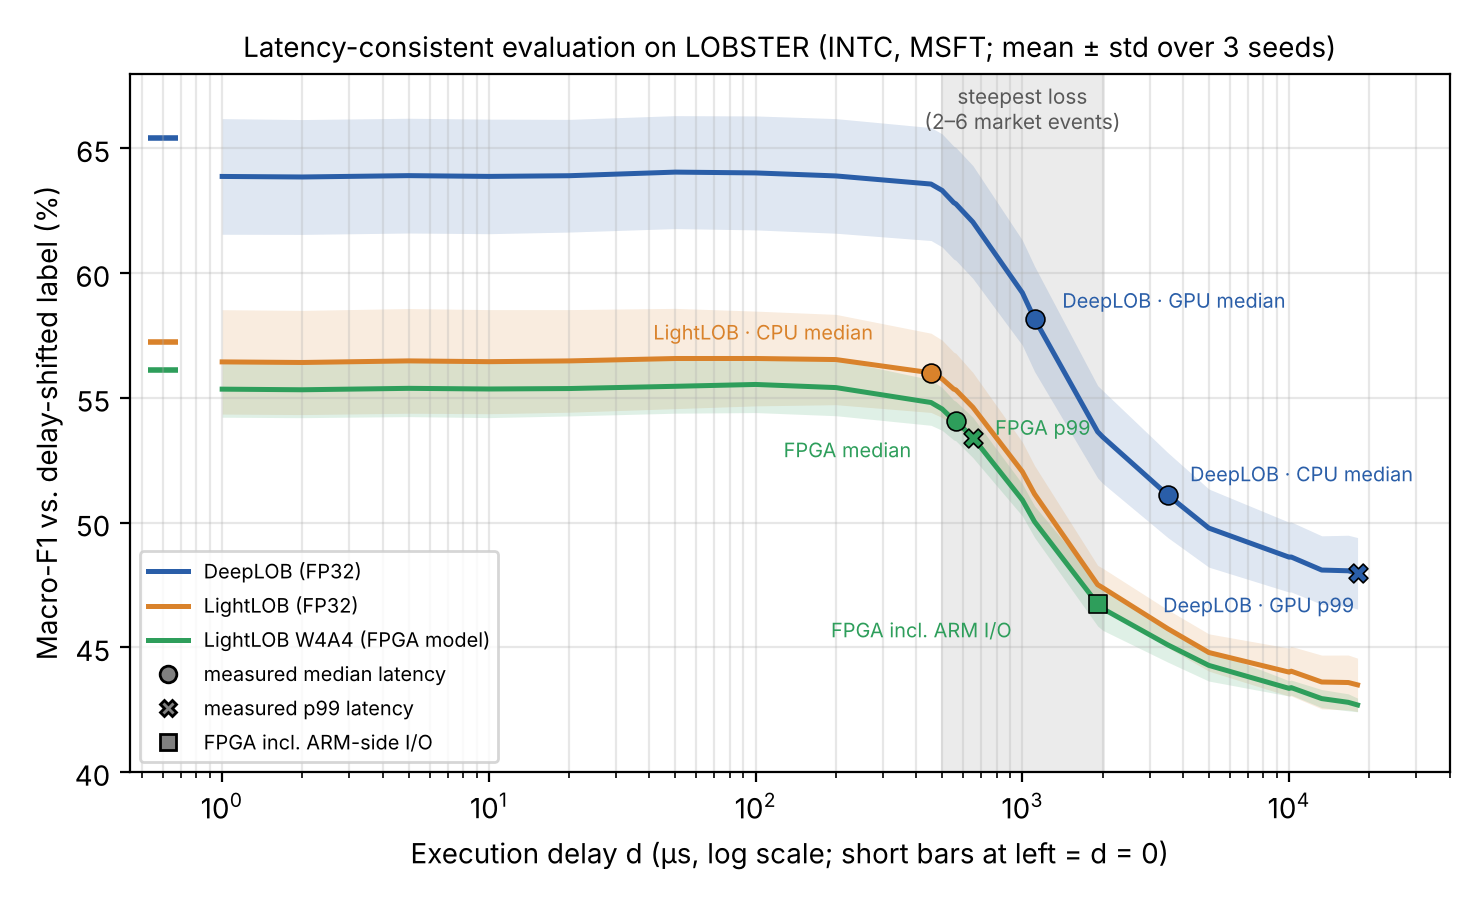 Latency-consistent evaluation on LOBSTER (INTC, MSFT; mean ± std over 3 seeds)
steepest loss
(2–6 market events)
Macro-F1 vs. delay-shifted label (%)
65
60
55
50
45
40
DeepLOB · GPU median
LightLOB · CPU median
FPGA p99
FPGA median
DeepLOB · CPU median
DeepLOB · GPU p99
FPGA incl. ARM I/O
DeepLOB (FP32)
LightLOB (FP32)
LightLOB W4A4 (FPGA model)
measured median latency
measured p99 latency
FPGA incl. ARM-side I/O
10⁰ 10¹ 10² 10³ 10⁴
Execution delay d (µs, log scale; short bars at left = d = 0)